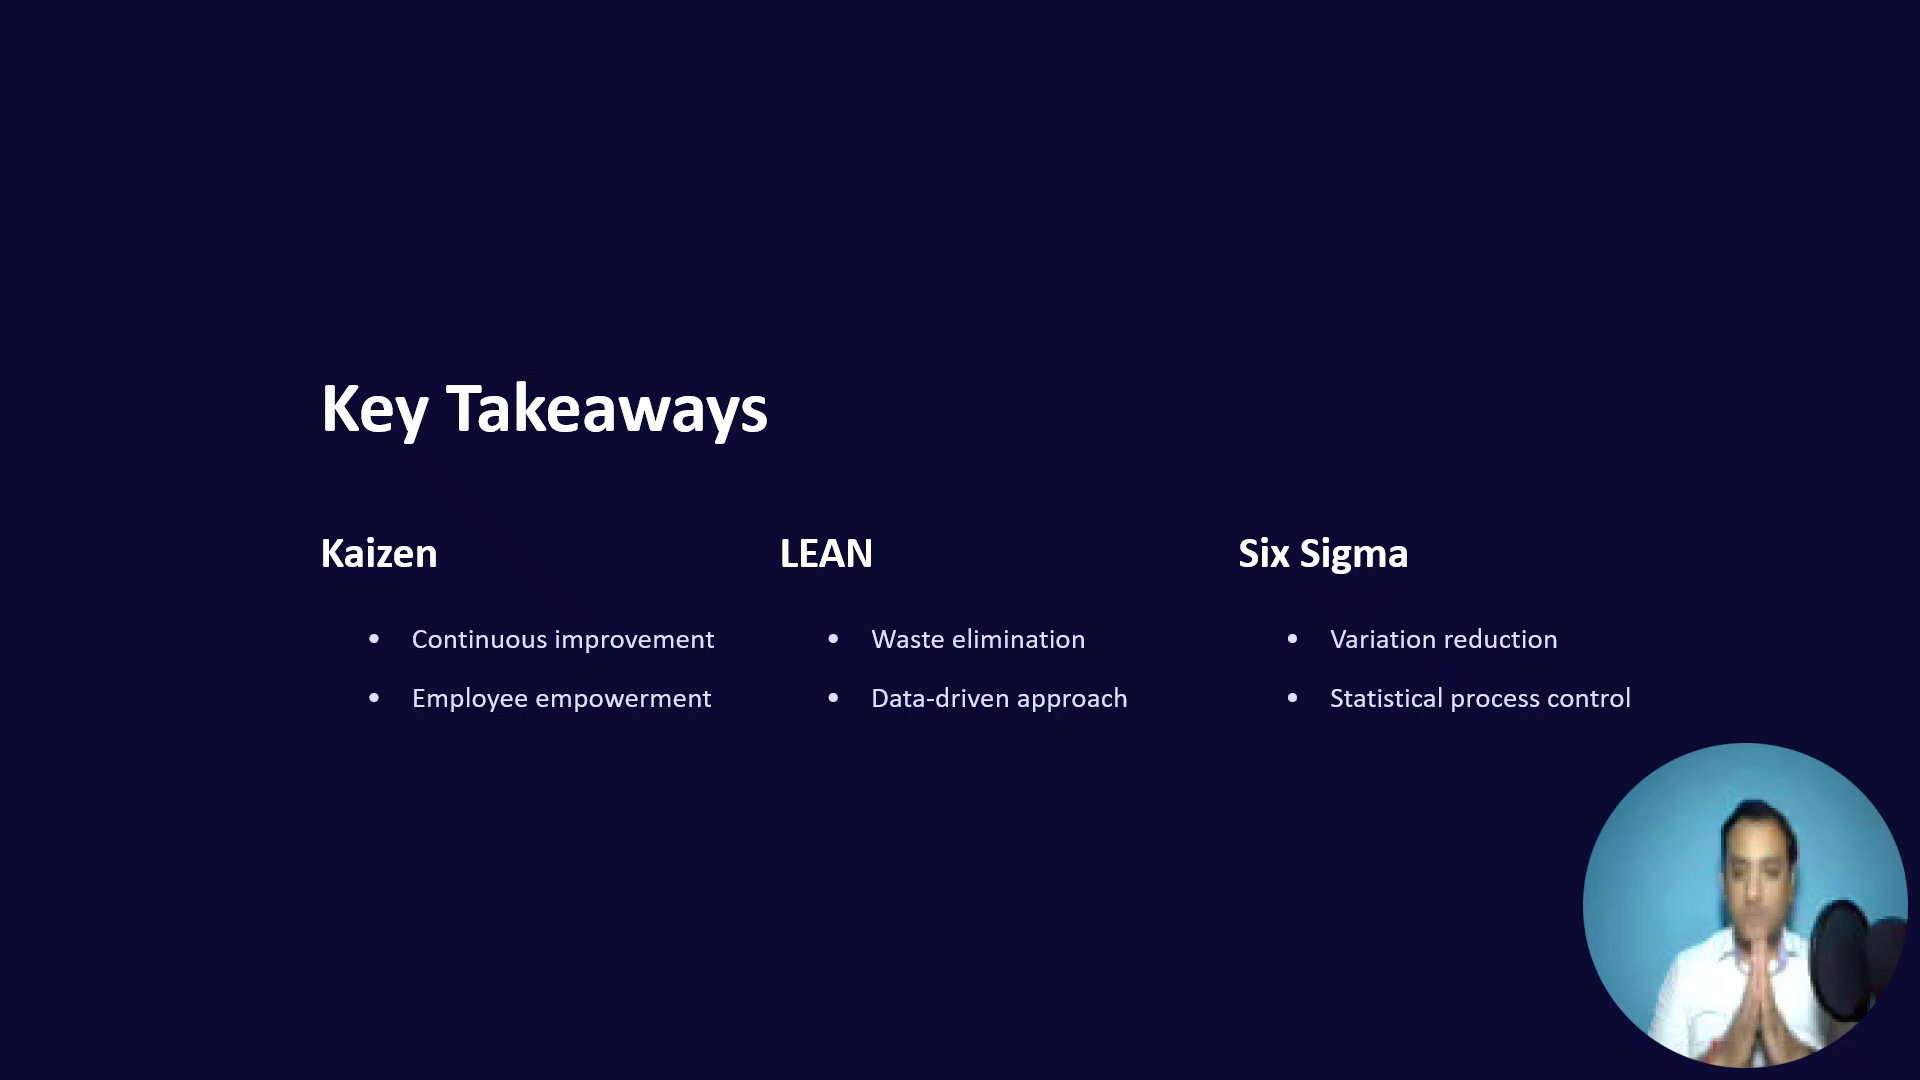 Key Takeaways
Kaizen
• Continuous improvement
• Employee empowerment
LEAN
• Waste elimination
• Data-driven approach
Six Sigma
• Variation reduction
• Statistical process control